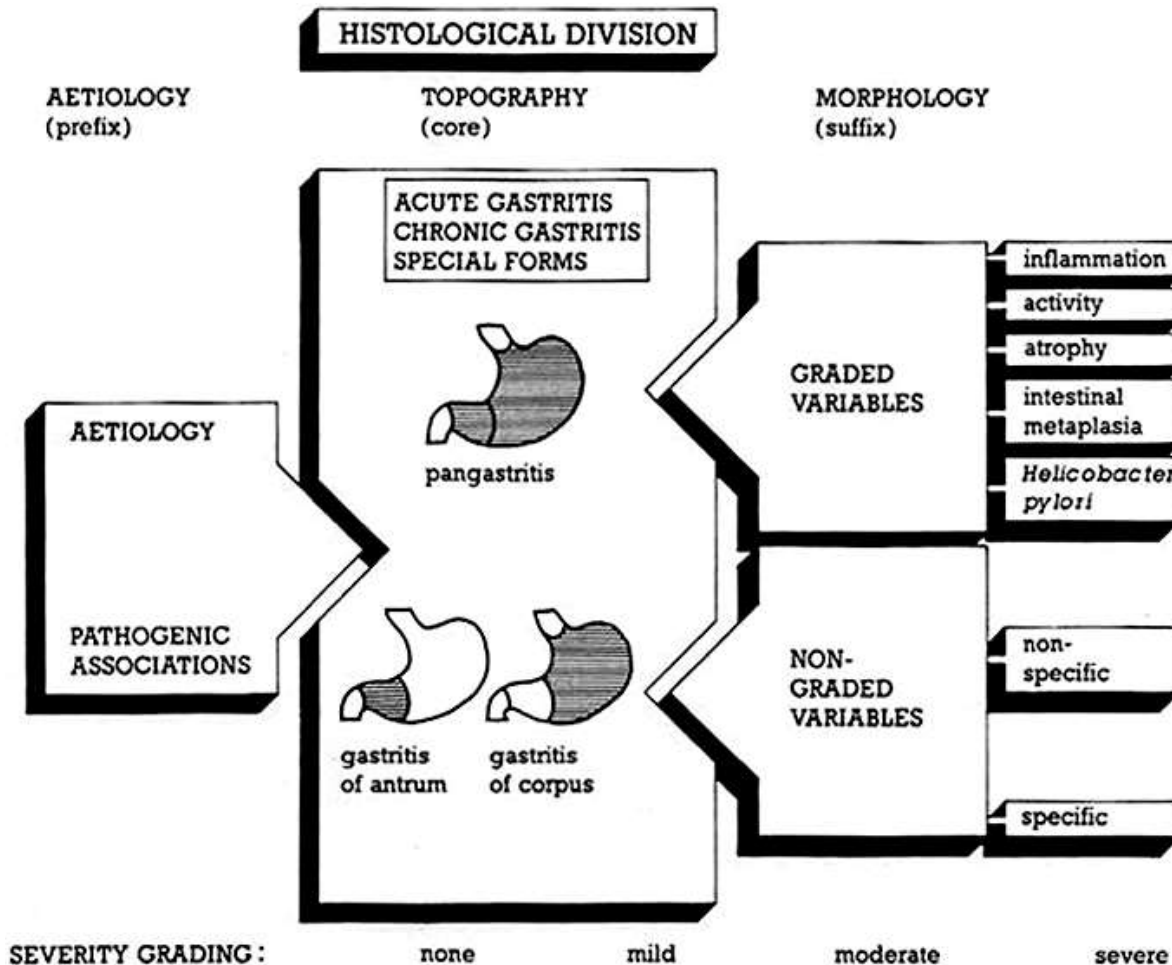 HISTOLOGICAL DIVISION
AETIOLOGY
(prefix)
TOPOGRAPHY
(core)
MORPHOLOGY
(suffix)
ACUTE GASTRITIS
CHRONIC GASTRITIS
SPECIAL FORMS
pangastritis
gastritis
of antrum
gastritis
of corpus
AETIOLOGY
PATHOGENIC
ASSOCIATIONS
GRADED
VARIABLES
inflammation
activity
atrophy
intestinal
metaplasia
Helicobacter
pylori
NON-
GRADED
VARIABLES
non-
specific
specific
SEVERITY GRADING: none mild moderate severe